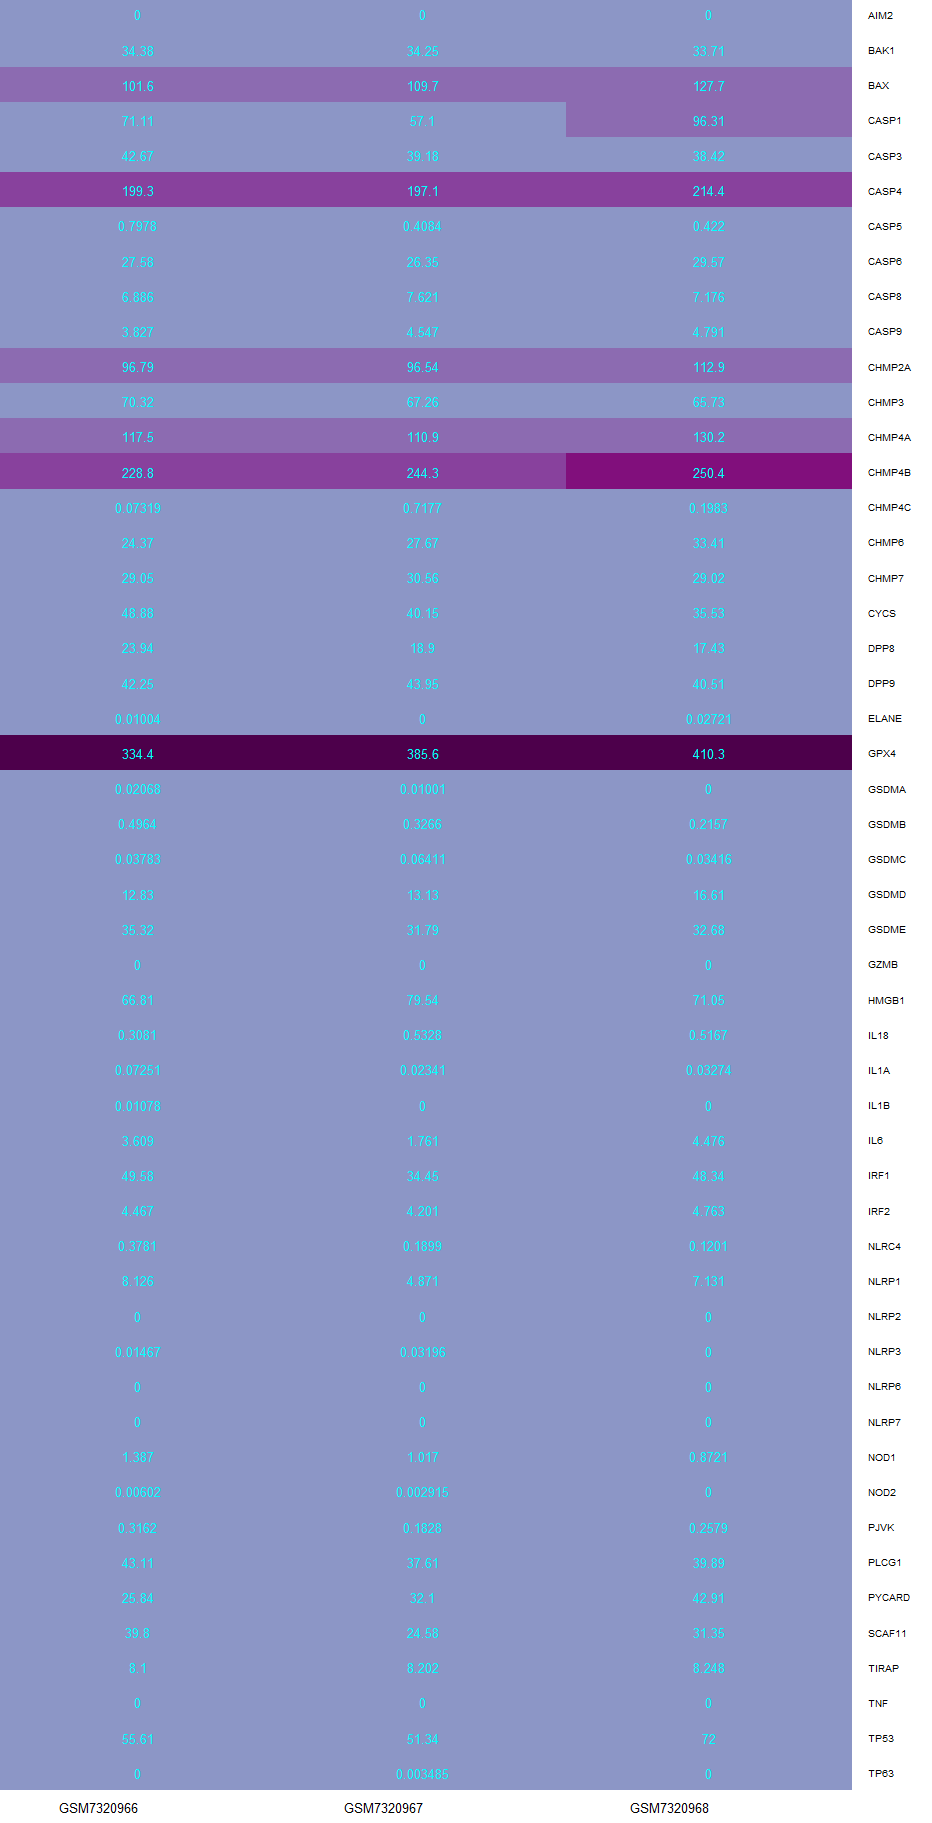 0 0 0 AIM2
34.38 34.25 33.71 BAK1
101.6 109.7 127.7 BAX
71.11 57.1 96.31 CASP1
42.67 39.18 38.42 CASP3
199.3 197.1 214.4 CASP4
0.7978 0.4084 0.422 CASP5
27.58 26.35 29.57 CASP6
6.886 7.621 7.176 CASP8
3.827 4.547 4.791 CASP9
96.79 96.54 112.9 CHMP2A
70.32 67.26 65.73 CHMP3
117.5 110.9 130.2 CHMP4A
228.8 244.3 250.4 CHMP4B
0.07319 0.7177 0.1983 CHMP4C
24.37 27.67 33.41 CHMP6
29.05 30.56 29.02 CHMP7
48.88 40.15 35.53 CYCS
23.94 18.9 17.43 DPP8
42.25 43.95 40.51 DPP9
0.01004 0 0.02721 ELANE
334.4 385.6 410.3 GPX4
0.02068 0.01001 0 GSDMA
0.4964 0.3266 0.2157 GSDMB
0.03783 0.06411 0.03416 GSDMC
12.83 13.13 16.61 GSDMD
35.32 31.79 32.68 GSDME
0 0 0 GZMB
66.81 79.54 71.05 HMGB1
0.3081 0.5328 0.5167 IL18
0.07251 0.02341 0.03274 IL1A
0.01078 0 0 IL1B
3.609 1.761 4.476 IL6
49.58 34.45 48.34 IRF1
4.467 4.201 4.763 IRF2
0.3781 0.1899 0.1201 NLRC4
8.126 4.871 7.131 NLRP1
0 0 0 NLRP2
0.01467 0.03196 0 NLRP3
0 0 0 NLRP6
0 0 0 NLRP7
1.387 1.017 0.8721 NOD1
0.00602 0.002915 0 NOD2
0.3162 0.1828 0.2579 PJVK
43.11 37.61 39.89 PLCG1
25.84 32.1 42.91 PYCARD
39.8 24.58 31.35 SCAF11
8.1 8.202 8.248 TIRAP
0 0 0 TNF
55.61 51.34 72 TP53
0 0.003485 0 TP63
GSM7320966 GSM7320967 GSM7320968